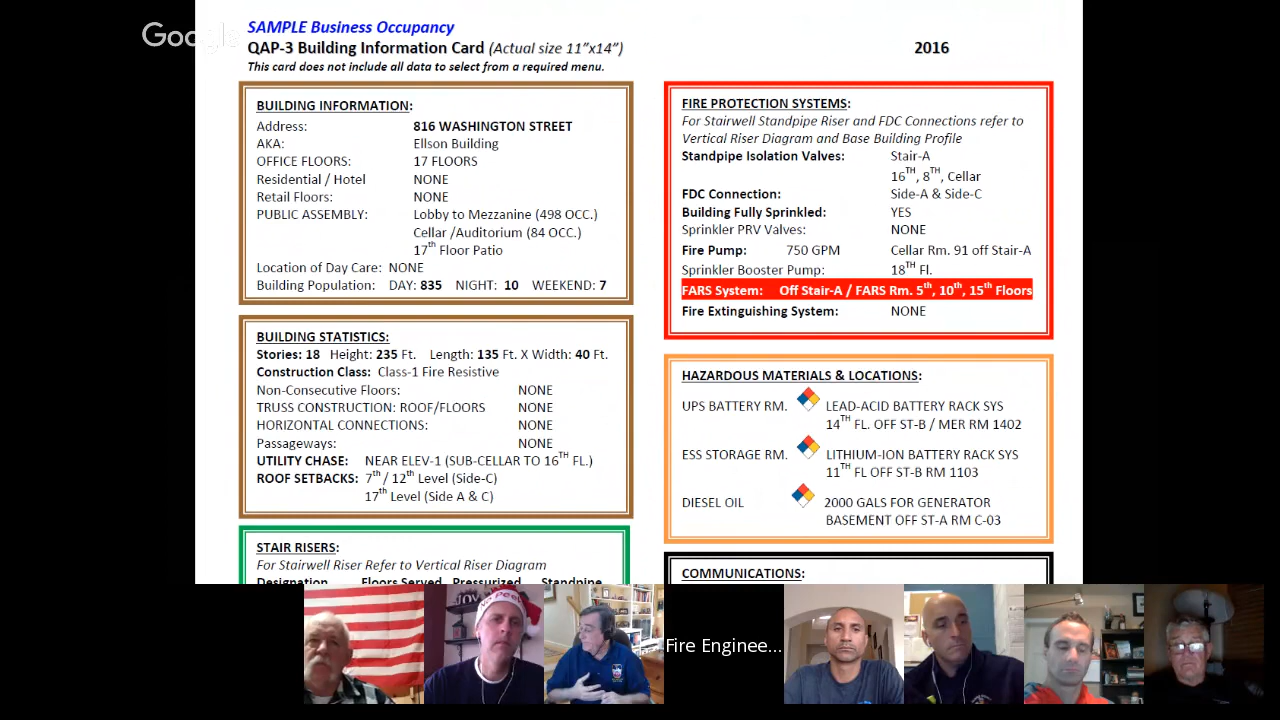 Google
SAMPLE Business Occupancy
QAP-3 Building Information Card (Actual size 11"x14")
2016
This card does not include all data to select from a required menu.
BUILDING INFORMATION:
Address: 816 WASHINGTON STREET
AKA: Ellson Building
OFFICE FLOORS: 17 FLOORS
Residential / Hotel NONE
Retail Floors: NONE
PUBLIC ASSEMBLY: Lobby to Mezzanine (498 OCC.)
Cellar /Auditorium (84 OCC.)
17th Floor Patio
Location of Day Care: NONE
Building Population: DAY: 835 NIGHT: 10 WEEKEND: 7
BUILDING STATISTICS:
Stories: 18 Height: 235 Ft. Length: 135 Ft. X Width: 40 Ft.
Construction Class: Class-1 Fire Resistive
Non-Consecutive Floors: NONE
TRUSS CONSTRUCTION: ROOF/FLOORS NONE
HORIZONTAL CONNECTIONS: NONE
Passageways: NONE
UTILITY CHASE: NEAR ELEV-1 (SUB-CELLAR TO 16TH FL.)
ROOF SETBACKS: 7th / 12th Level (Side-C)
17th Level (Side A & C)
STAIR RISERS:
For Stairwell Riser Refer to Vertical Riser Diagram
Designation Floors Served Pressurized Standpipe
FIRE PROTECTION SYSTEMS:
For Stairwell Standpipe Riser and FDC Connections refer to
Vertical Riser Diagram and Base Building Profile
Standpipe Isolation Valves: Stair-A
16TH, 8TH, Cellar
FDC Connection: Side-A & Side-C
Building Fully Sprinkled: YES
Sprinkler PRV Valves: NONE
Fire Pump: 750 GPM Cellar Rm. 91 off Stair-A
Sprinkler Booster Pump: 18TH Fl.
FARS System: Off Stair-A / FARS Rm. 5th, 10th, 15th Floors
Fire Extinguishing System: NONE
HAZARDOUS MATERIALS & LOCATIONS:
UPS BATTERY RM. LEAD-ACID BATTERY RACK SYS
14TH FL. OFF ST-B / MER RM 1402
ESS STORAGE RM. LITHIUM-ION BATTERY RACK SYS
11TH FL OFF ST-B RM 1103
DIESEL OIL 2000 GALS FOR GENERATOR
BASEMENT OFF ST-A RM C-03
COMMUNICATIONS:
Fire Enginee...